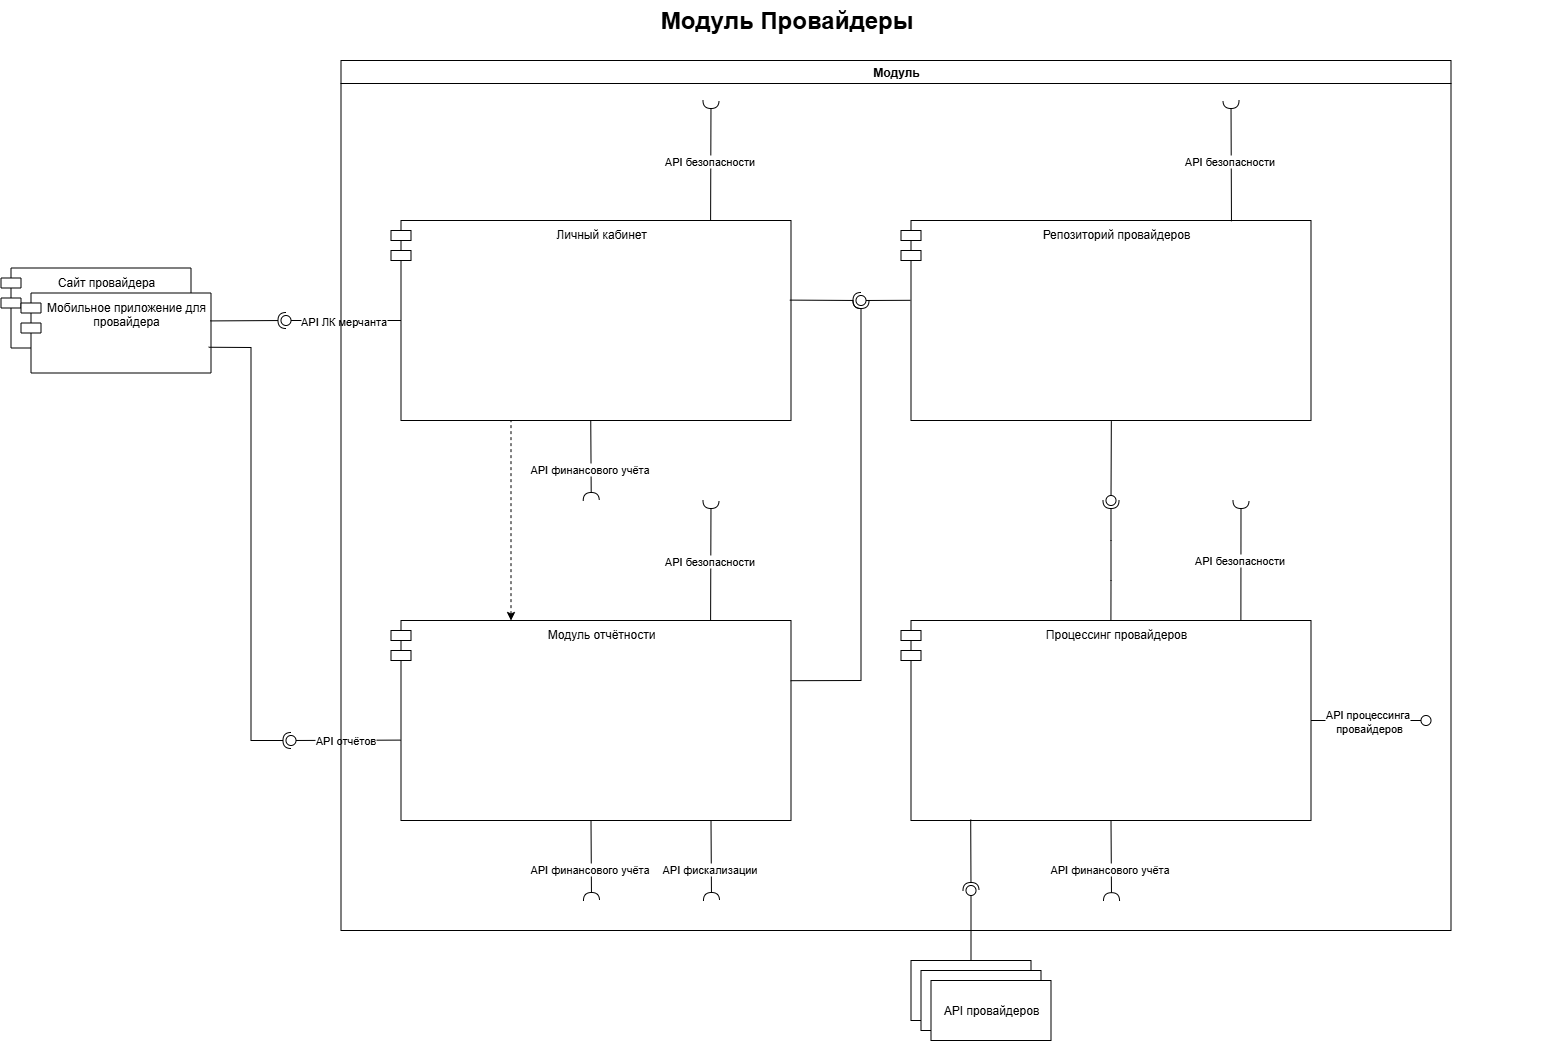 Модуль Провайдеры
Модуль
API безопасности
API безопасности
Личный кабинет
Репозиторий провайдеров
Сайт провайдера
Мобильное приложение для
провайдера
API ЛК мерчанта
API финансового учёта
API безопасности
API безопасности
Модуль отчётности
Процессинг провайдеров
API отчётов
API процессинга
провайдеров
API финансового учёта
API фискализации
API финансового учёта
API провайдеров